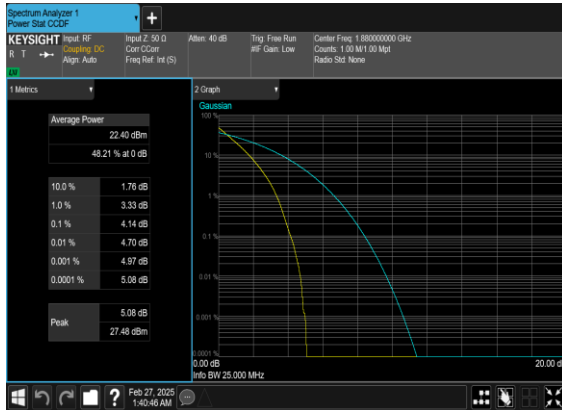 Spectrum Analyzer 1
Power Stat CCDF
+
KEYSIGHT
R T
LU
Input: RF
Coupling: DC
Align: Auto
Input Z: 50 Ω
Corr CCorr
Freq Ref: Int (S)
Atten: 40 dB
Trig: Free Run
#IF Gain: Low
Center Freq: 1.880000000 GHz
Counts: 1.00 M/1.00 Mpt
Radio Std: None
1 Metrics
Average Power
22.40 dBm
48.21 % at 0 dB
10.0 % 1.76 dB
1.0 % 3.33 dB
0.1 % 4.14 dB
0.01 % 4.70 dB
0.001 % 4.97 dB
0.0001 % 5.08 dB
Peak
5.08 dB
27.48 dBm
2 Graph
Gaussian
100 %
10 %
1 %
0.1 %
0.01 %
0.001 %
0.0001 %
0.00 dB
20.00 d
Info BW 25.000 MHz
?
Feb 27, 2025
1:40:46 AM